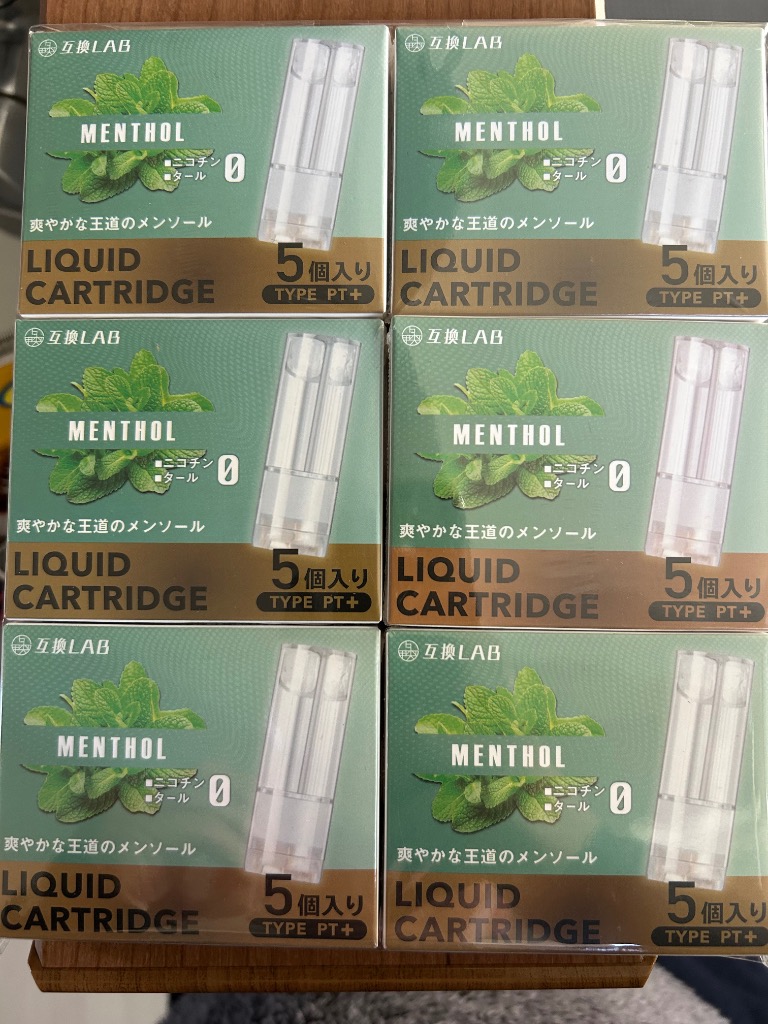 互換LAB
MENTHOL
■ニコチン
■タール 0
爽やかな王道のメンソール
LIQUID
CARTRIDGE
5個入り
TYPE PT+
互換LAB
MENTHOL
■ニコチン
■タール 0
爽やかな王道のメンソール
LIQUID
CARTRIDGE
5個入り
TYPE PT+
互換LAB
MENTHOL
■ニコチン
■タール 0
爽やかな王道のメンソール
LIQUID
CARTRIDGE
5個入り
TYPE PT+
互換LAB
MENTHOL
■ニコチン
■タール 0
爽やかな王道のメンソール
LIQUID
CARTRIDGE
5個入り
TYPE PT+
互換LAB
MENTHOL
■ニコチン
■タール 0
爽やかな王道のメンソール
LIQUID
CARTRIDGE
5個入り
TYPE PT+
互換LAB
MENTHOL
■ニコチン
■タール 0
爽やかな王道のメンソール
LIQUID
CARTRIDGE
5個入り
TYPE PT+